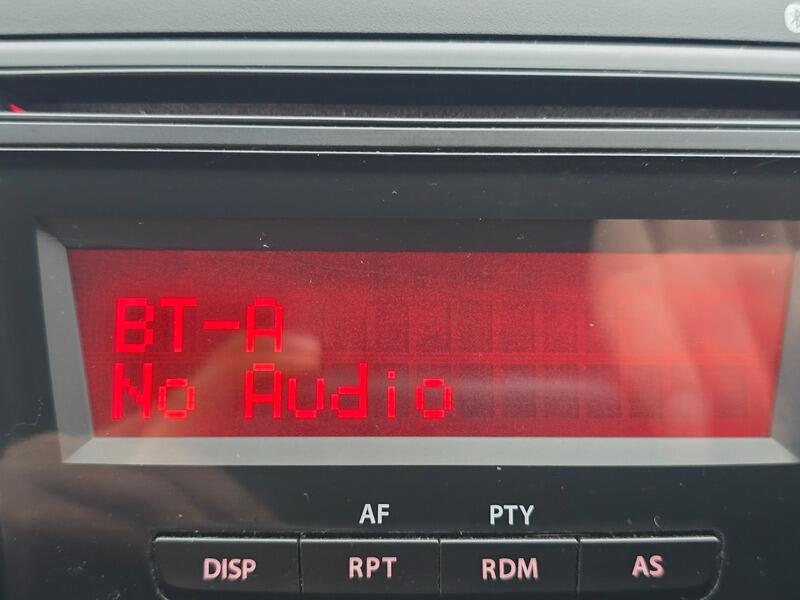 BT-A
No Audio
AF PTY
DISP RPT RDM AS